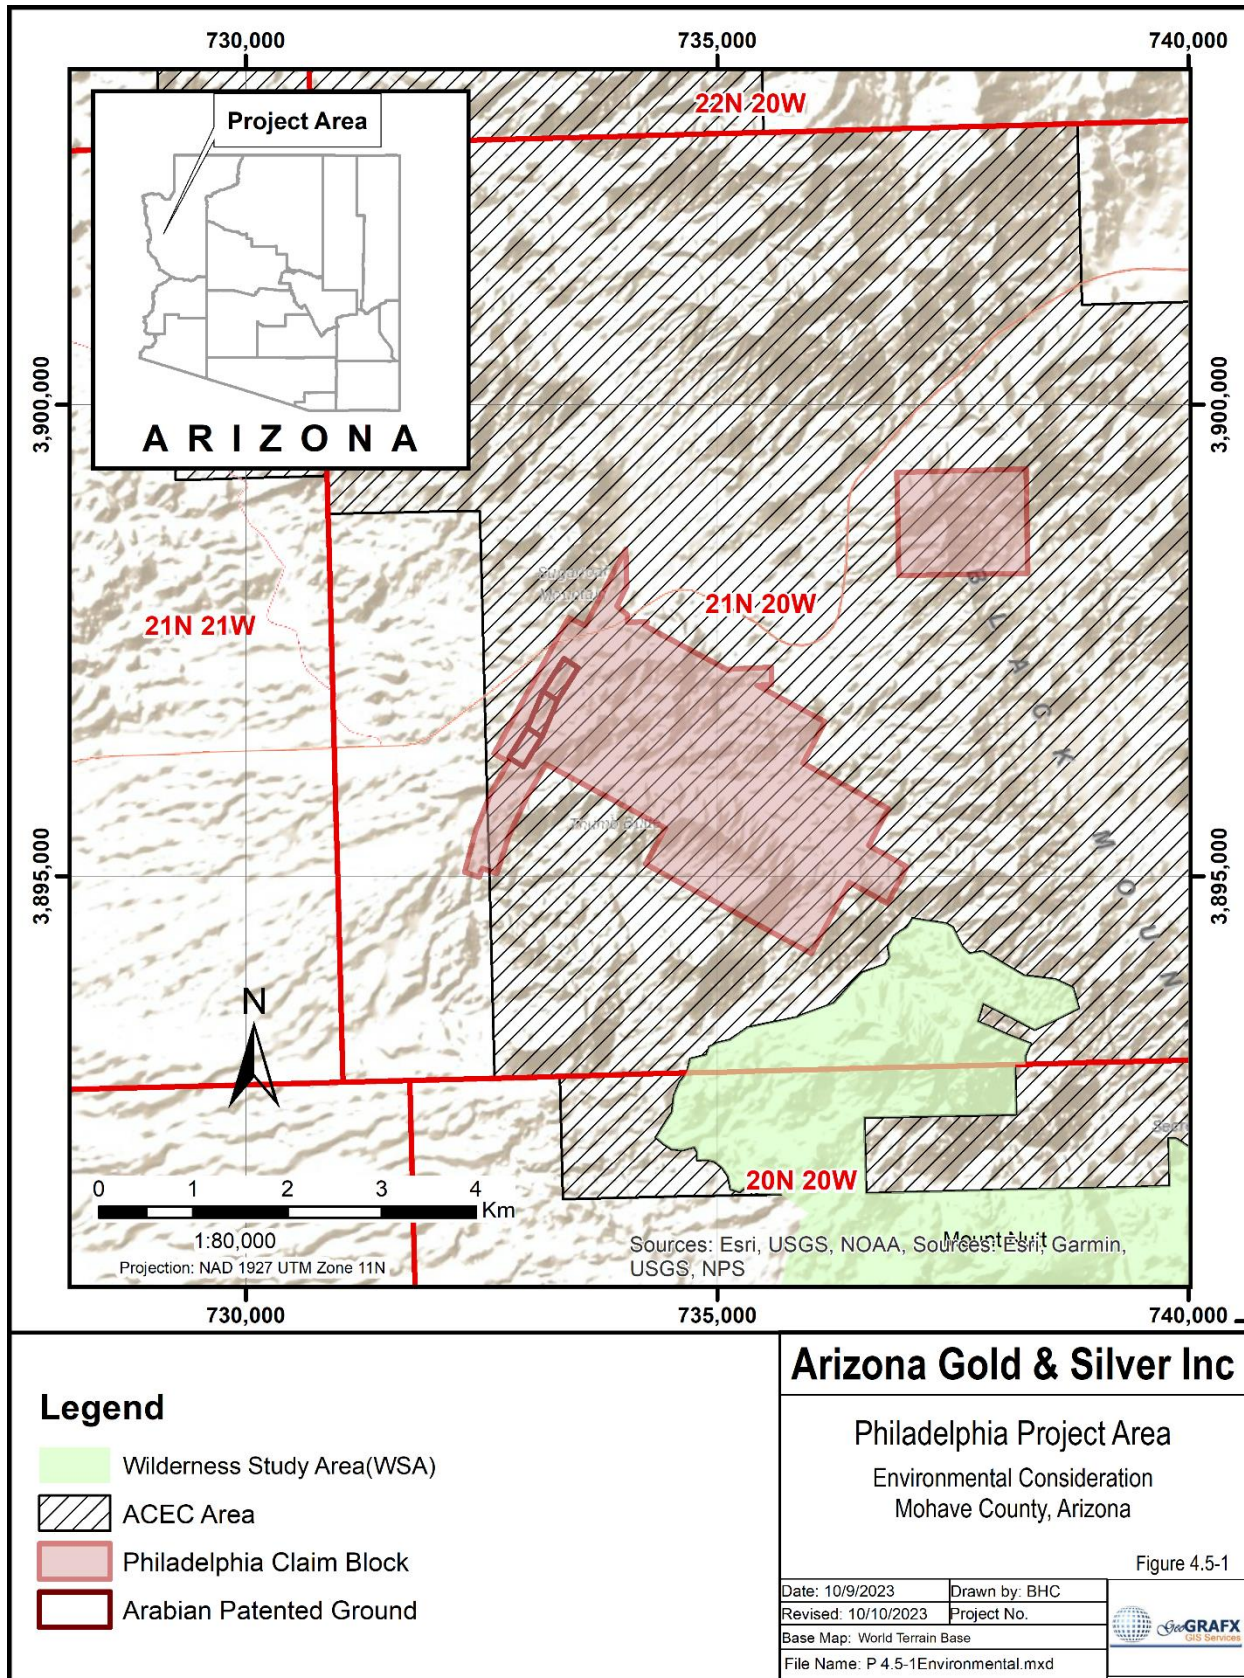 730,000
735,000
740,000
22N 20W
Project Area
ARIZONA
3,900,000
3,900,000
Sugarloaf
21N 20W
21N 21W
BLACK MOUN
3,895,000
3,895,000
N
20N 20W
0 1 2 3 4
Km
1:80,000
Projection: NAD 1927 UTM Zone 11N
Mount Nutt
Sources: Esri, USGS, NOAA, Sources: Esri, Garmin,
USGS, NPS
730,000
735,000
740,000
Legend
Wilderness Study Area(WSA)
ACEC Area
Philadelphia Claim Block
Arabian Patented Ground
Arizona Gold & Silver Inc
Philadelphia Project Area
Environmental Consideration
Mohave County, Arizona
Figure 4.5-1
Date: 10/9/2023
Drawn by: BHC
Revised: 10/10/2023
Project No.
Base Map: World Terrain Base
File Name: P 4.5-1Environmental.mxd
GeoGRAFX
GIS Services